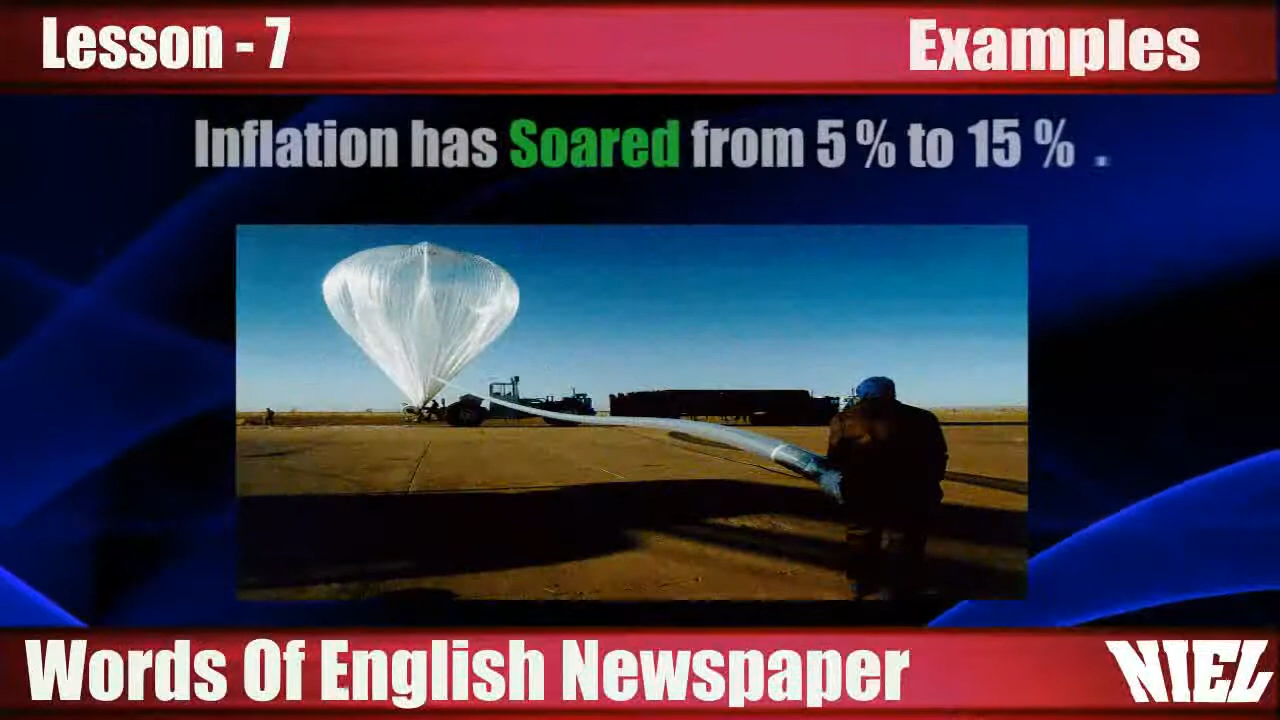 Lesson - 7
Examples
Inflation has Soared from 5 % to 15 % .
Words Of English Newspaper
NIEL